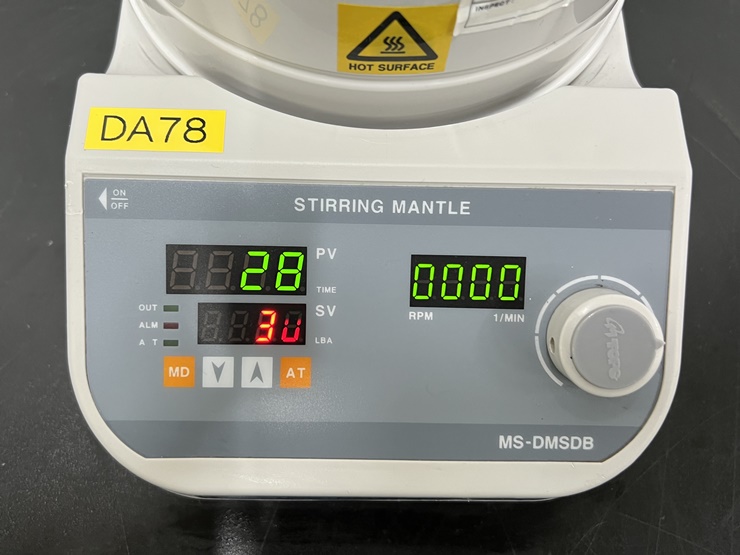 HOT SURFACE
INSPECT
DA78
ON
OFF
STIRRING MANTLE
28
PV
TIME
SV
LBA
OUT
ALM
A T
MD
AT
0000
RPM 1/MIN
MS-DMSDB